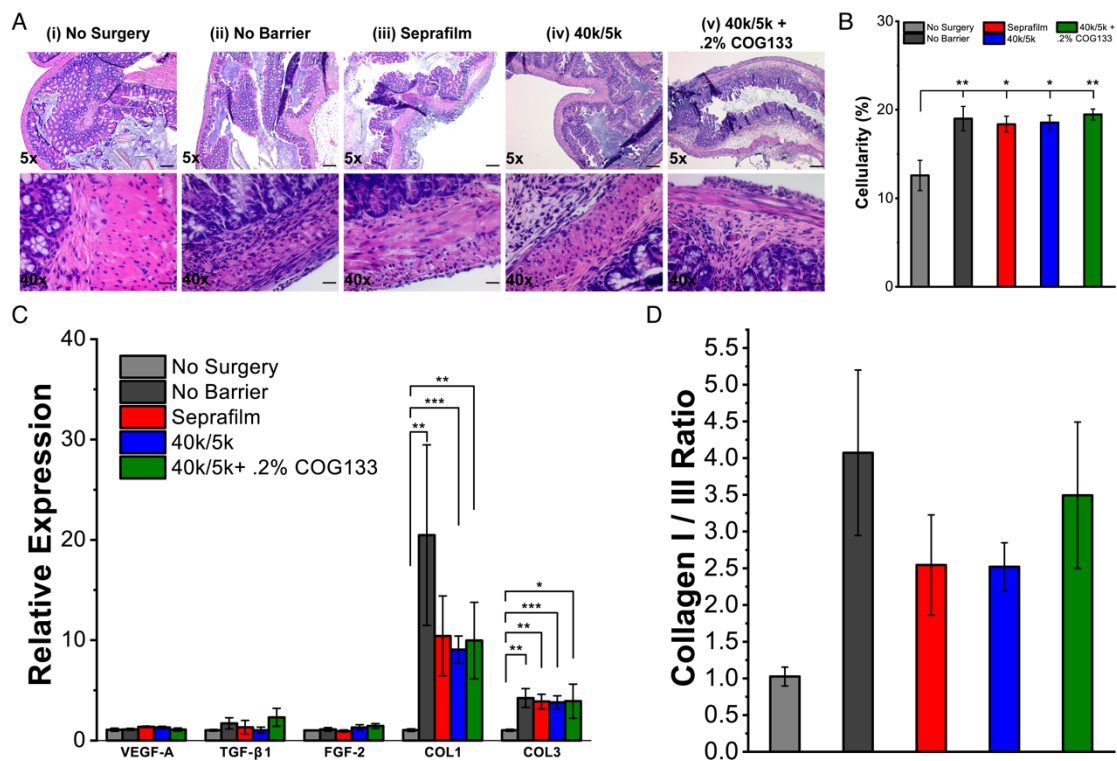 A
(i) No Surgery
(ii) No Barrier
(iii) Seprafilm
(iv) 40k/5k
(v) 40k/5k +
.2% COG133
5x
5x
5x
5x
5x
40x
40x
40x
40x
40x
B
No Surgery
No Barrier
Seprafilm
40k/5k
40k/5k +
.2% COG133
30
20
10
0
Cellularity (%)
** * * **
C
Relative Expression
40
30
20
10
0
No Surgery
No Barrier
Seprafilm
40k/5k
40k/5k+ .2% COG133
**
***
**
*
***
**
**
VEGF-A TGF-β1 FGF-2 COL1 COL3
D
Collagen I / III Ratio
5.5
5.0
4.5
4.0
3.5
3.0
2.5
2.0
1.5
1.0
0.5
0.0